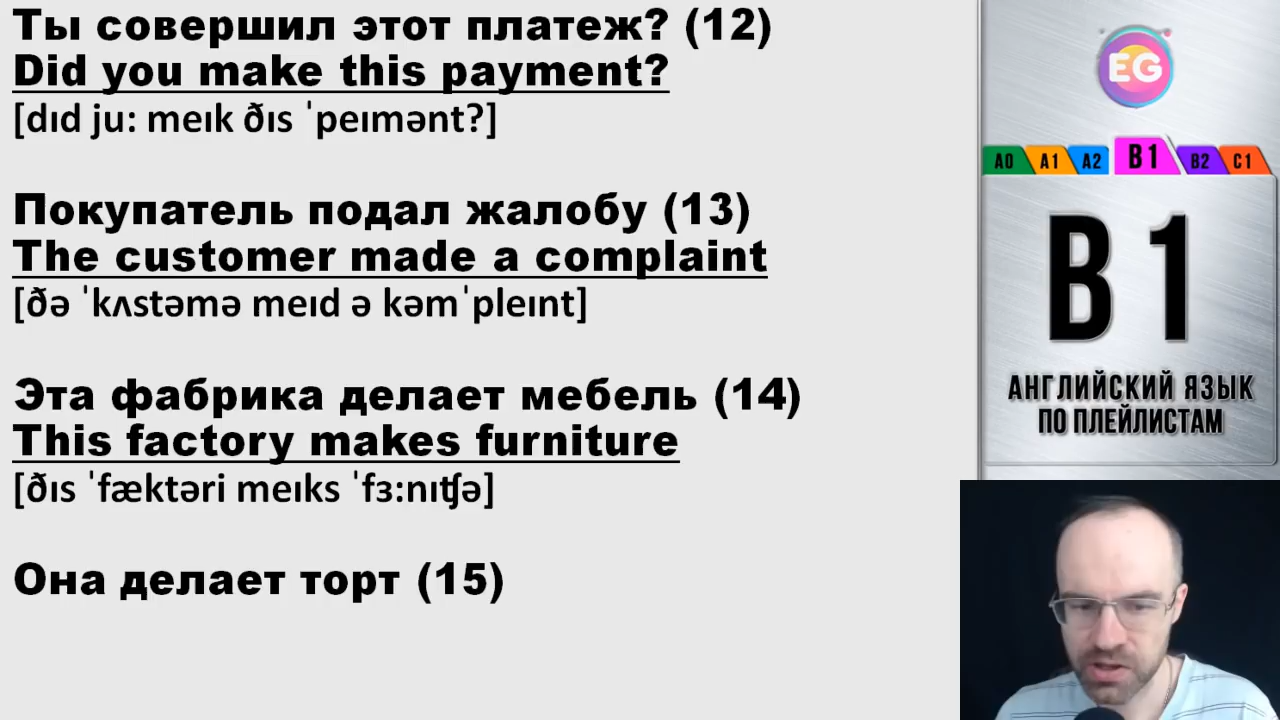 Ты совершил этот платеж? (12)
Did you make this payment?
[dɪd ju: meɪk ðɪs ˈpeɪmənt?]
Покупатель подал жалобу (13)
The customer made a complaint
[ðə ˈkʌstəmə meɪd ə kəmˈpleɪnt]
Эта фабрика делает мебель (14)
This factory makes furniture
[ðɪs ˈfæktəri meɪks ˈfɜ:nɪʧə]
Она делает торт (15)
EG
A0 A1 A2 B1 B2 C1
B1
АНГЛИЙСКИЙ ЯЗЫК
ПО ПЛЕЙЛИСТАМ